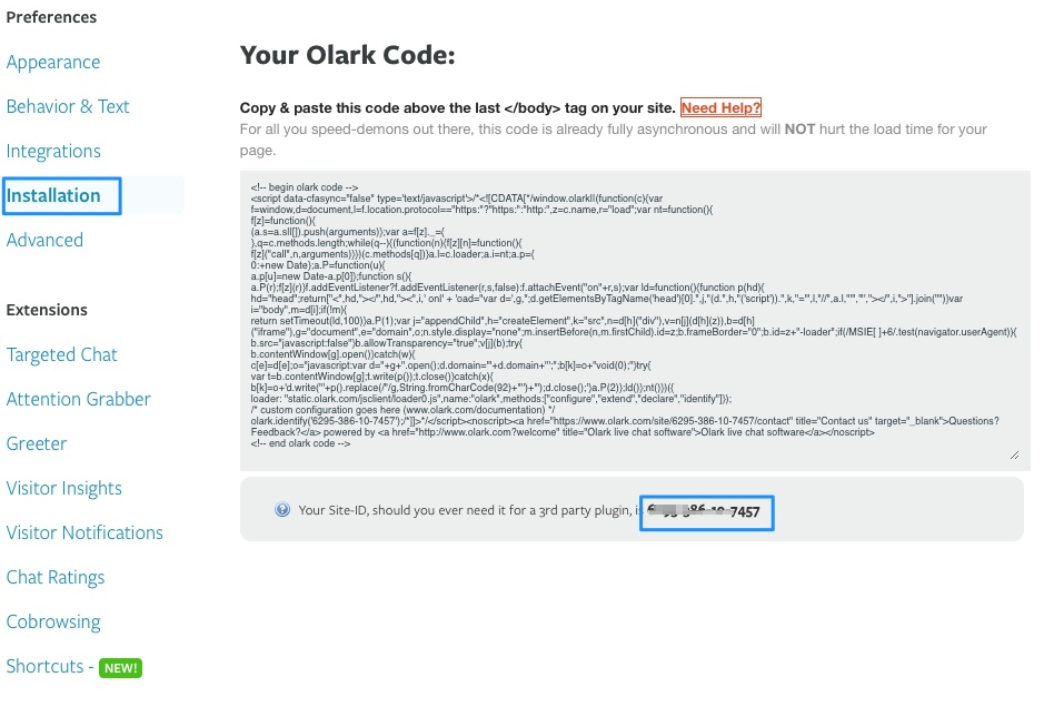 Preferences
Appearance
Behavior & Text
Integrations
Installation
Advanced
Extensions
Targeted Chat
Attention Grabber
Greeter
Visitor Insights
Visitor Notifications
Chat Ratings
Cobrowsing
Shortcuts - NEW!
Your Olark Code:
Copy & paste this code above the last </body> tag on your site. Need Help?
For all you speed-demons out there, this code is already fully asynchronous and will NOT hurt the load time for your
page.
<!-- begin olark code -->
<script data-cfasync="false" type='text/javascript'>/*<![CDATA[*/window.olark||(function(c){var
f=window,d=document,l=f.location.protocol=="https:"?"https:":"http:",z=c.name,r="load";var nt=function(){
f[z]=function(){
(a.s=a.s||[]).push(arguments)};var a=f[z]._={
},q=c.methods.length;while(q--){(function(n){f[z][n]=function(){
f[z]("call",n,arguments)}})(c.methods[q])}a.l=c.loader;a.i=nt;a.p={
0:+new Date};a.P=function(u){
a.p[u]=new Date-a.p[0]};function s(){
a.P(r);f[z](r)}f.addEventListener?f.addEventListener(r,s,false):f.attachEvent("on"+r,s);var ld=function(){function p(hd){
hd="head";return["<",hd,"></",hd,"><",i,' onl' + 'oad="var d=',g,";d.getElementsByTagName('head')[0].",j,"(d.",h,"('script')).",k,"='",l,"//",a.l,"'",'"',"></",i,">"].join("")}var
i="body",m=d[i];if(!m){
return setTimeout(ld,100)}a.P(1);var j="appendChild",h="createElement",k="src",n=d[h]("div"),v=n[j](d[h](z)),b=d[h]
("iframe"),g="document",e="domain",o;n.style.display="none";m.insertBefore(n,m.firstChild).id=z;b.frameBorder="0";b.id=z+"-loader";if(/MSIE[ ]+6/.test(navigator.userAgent)){
b.src="javascript:false"}b.allowTransparency="true";v[j](b);try{
b.contentWindow[g].open()}catch(w){
c[e]=d[e];o="javascript:var d="+g+".open();d.domain='"+d.domain+"';";b[k]=o+"void(0);"}try{
var t=b.contentWindow[g];t.write(p());t.close()}catch(x){
b[k]=o+'d.write("'+p().replace(/"/g,String.fromCharCode(92)+'"')+'");d.close();'}a.P(2)};ld()};nt()})({
loader: "static.olark.com/jsclient/loader0.js",name:"olark",methods:["configure","extend","declare","identify"]});
/* custom configuration goes here (www.olark.com/documentation) */
olark.identify('6295-386-10-7457');/*]]>*/</script><noscript><a href="https://www.olark.com/site/6295-386-10-7457/contact" title="Contact us" target="_blank">Questions?
Feedback?</a> powered by <a href="http://www.olark.com?welcome" title="Olark live chat software">Olark live chat software</a></noscript>
<!-- end olark code -->
Your Site-ID, should you ever need it for a 3rd party plugin, is 7457